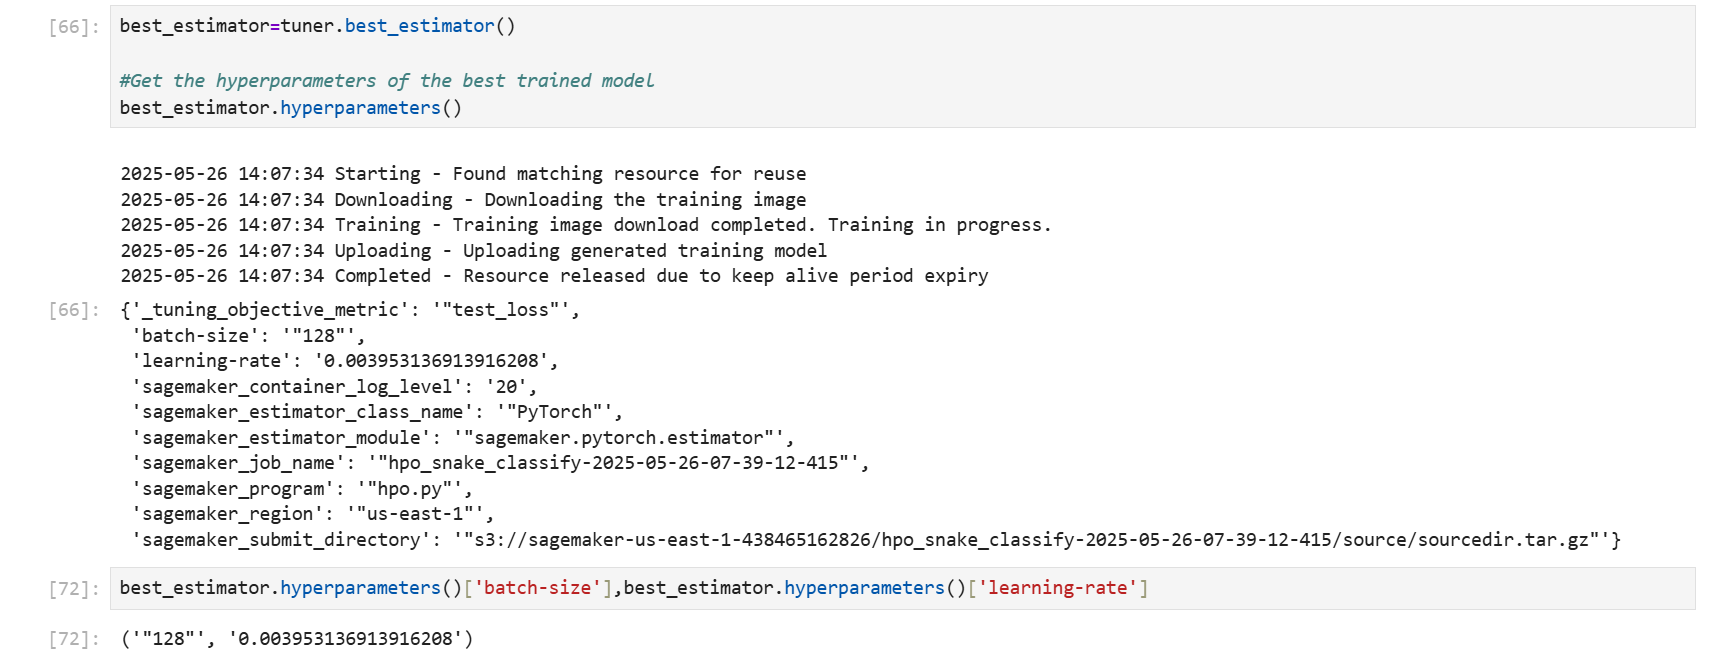 [66]: best_estimator=tuner.best_estimator()
#Get the hyperparameters of the best trained model
best_estimator.hyperparameters()
2025-05-26 14:07:34 Starting - Found matching resource for reuse
2025-05-26 14:07:34 Downloading - Downloading the training image
2025-05-26 14:07:34 Training - Training image download completed. Training in progress.
2025-05-26 14:07:34 Uploading - Uploading generated training model
2025-05-26 14:07:34 Completed - Resource released due to keep alive period expiry
[66]: {'_tuning_objective_metric': '"test_loss"',
'batch-size': '"128"',
'learning-rate': '0.003953136913916208',
'sagemaker_container_log_level': '20',
'sagemaker_estimator_class_name': '"PyTorch"',
'sagemaker_estimator_module': '"sagemaker.pytorch.estimator"',
'sagemaker_job_name': '"hpo_snake_classify-2025-05-26-07-39-12-415"',
'sagemaker_program': '"hpo.py"',
'sagemaker_region': '"us-east-1"',
'sagemaker_submit_directory': '"s3://sagemaker-us-east-1-438465162826/hpo_snake_classify-2025-05-26-07-39-12-415/source/sourcedir.tar.gz"'}
[72]: best_estimator.hyperparameters()['batch-size'],best_estimator.hyperparameters()['learning-rate']
[72]: ('"128"', '0.003953136913916208')